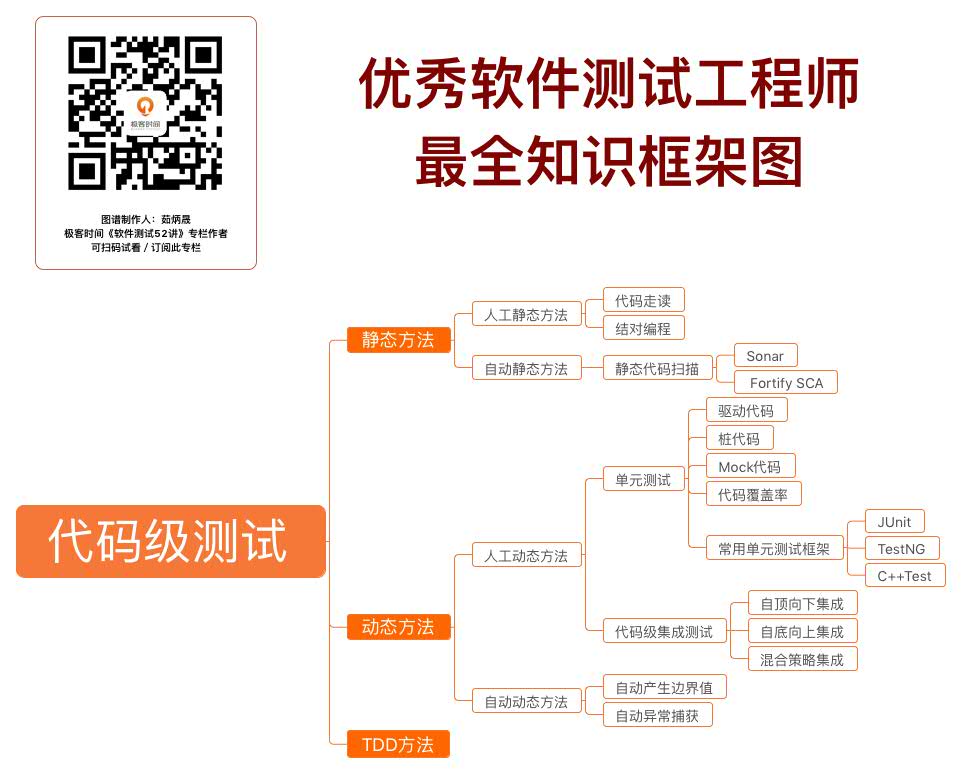 极客时间
图谱制作人：茹炳晟
极客时间《软件测试52讲》专栏作者
可扫码试看 / 订阅此专栏
优秀软件测试工程师
最全知识框架图
代码级测试
静态方法
人工静态方法
代码走读
结对编程
自动静态方法
静态代码扫描
Sonar
Fortify SCA
动态方法
人工动态方法
单元测试
驱动代码
桩代码
Mock代码
代码覆盖率
常用单元测试框架
JUnit
TestNG
C++Test
代码级集成测试
自顶向下集成
自底向上集成
混合策略集成
自动动态方法
自动产生边界值
自动异常捕获
TDD方法